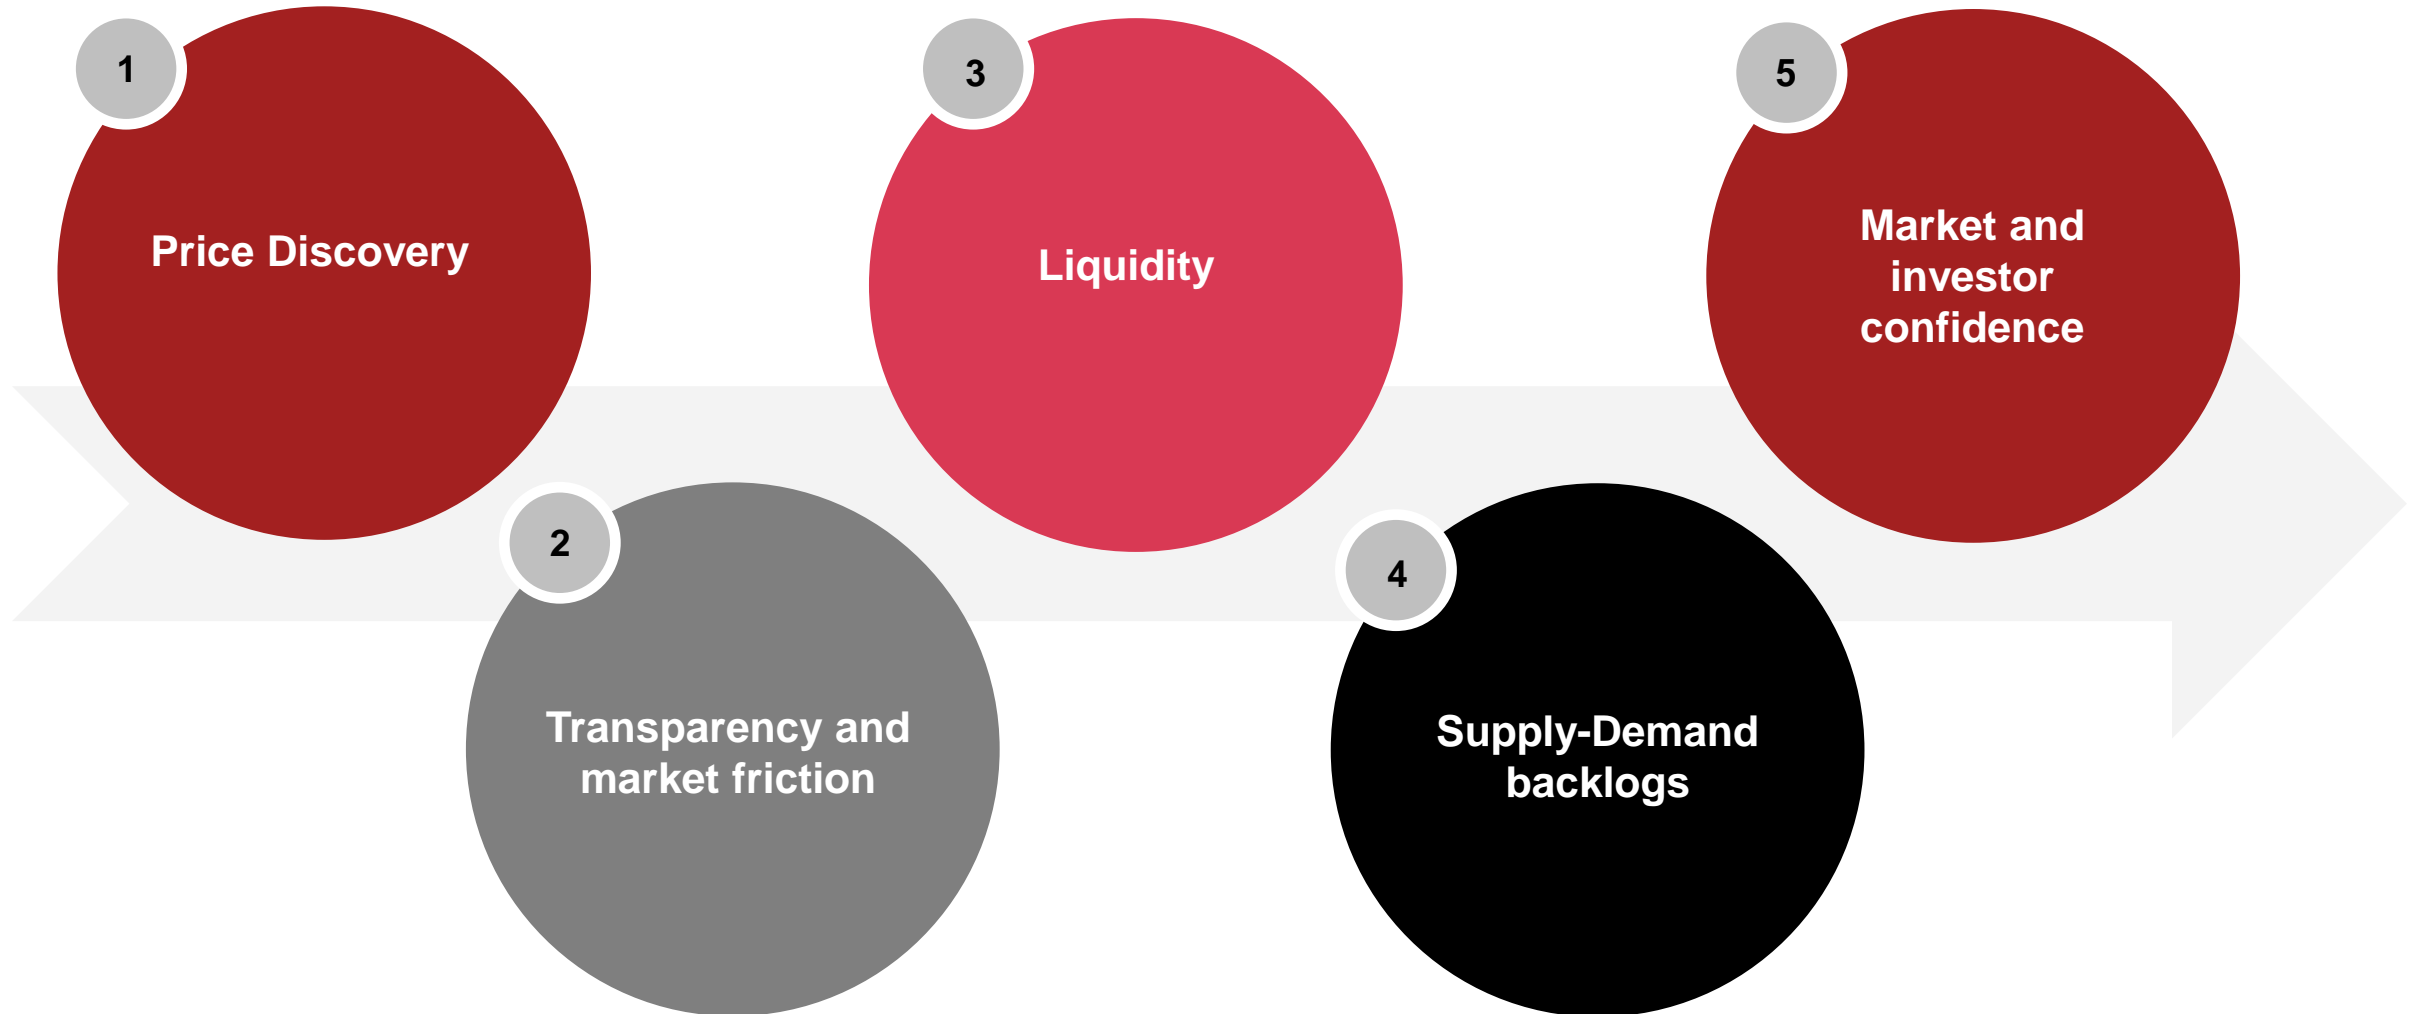 1
Price Discovery
2
Transparency and
market friction
3
Liquidity
4
Supply-Demand
backlogs
5
Market and
investor
confidence